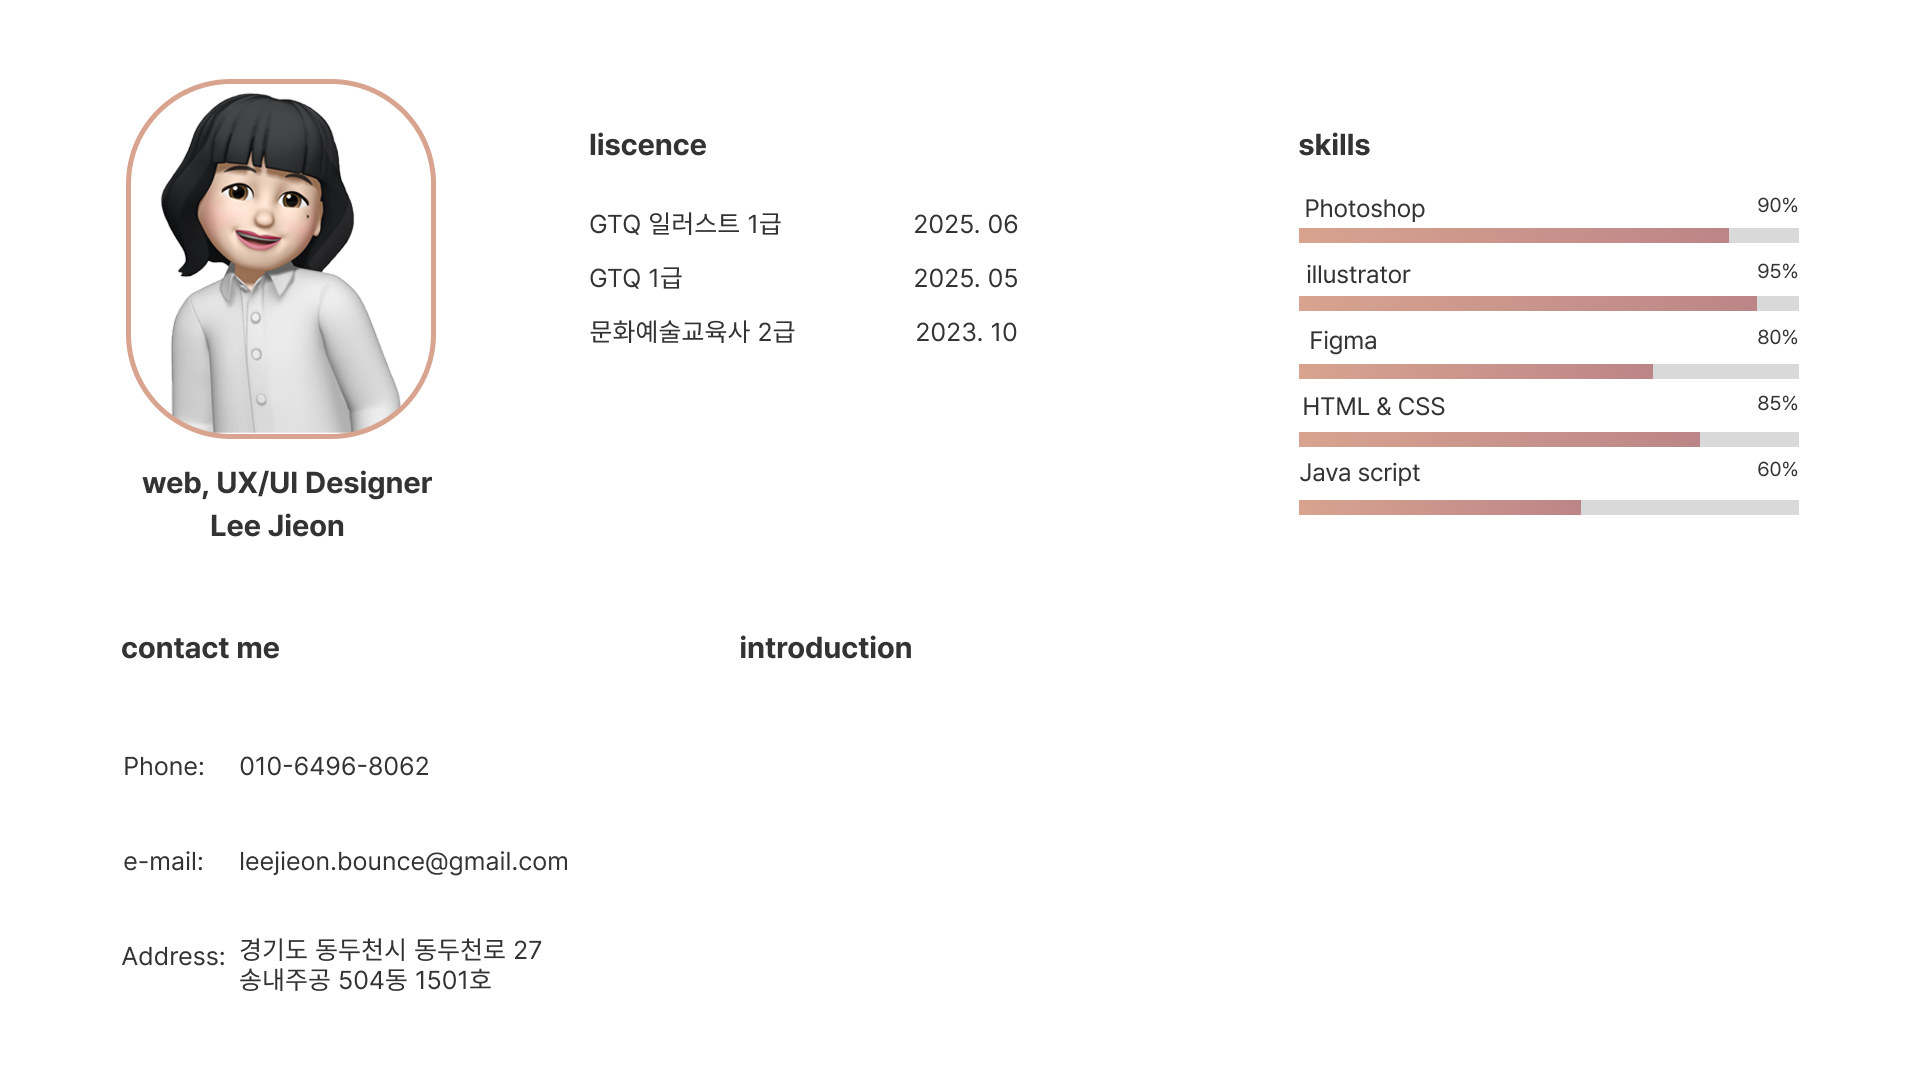 web, UX/UI Designer
Lee Jieon
liscence
GTQ 일러스트 1급 2025. 06
GTQ 1급 2025. 05
문화예술교육사 2급 2023. 10
skills
Photoshop 90%
illustrator 95%
Figma 80%
HTML & CSS 85%
Java script 60%
contact me
Phone: 010-6496-8062
e-mail: leejieon.bounce@gmail.com
Address: 경기도 동두천시 동두천로 27
송내주공 504동 1501호
introduction